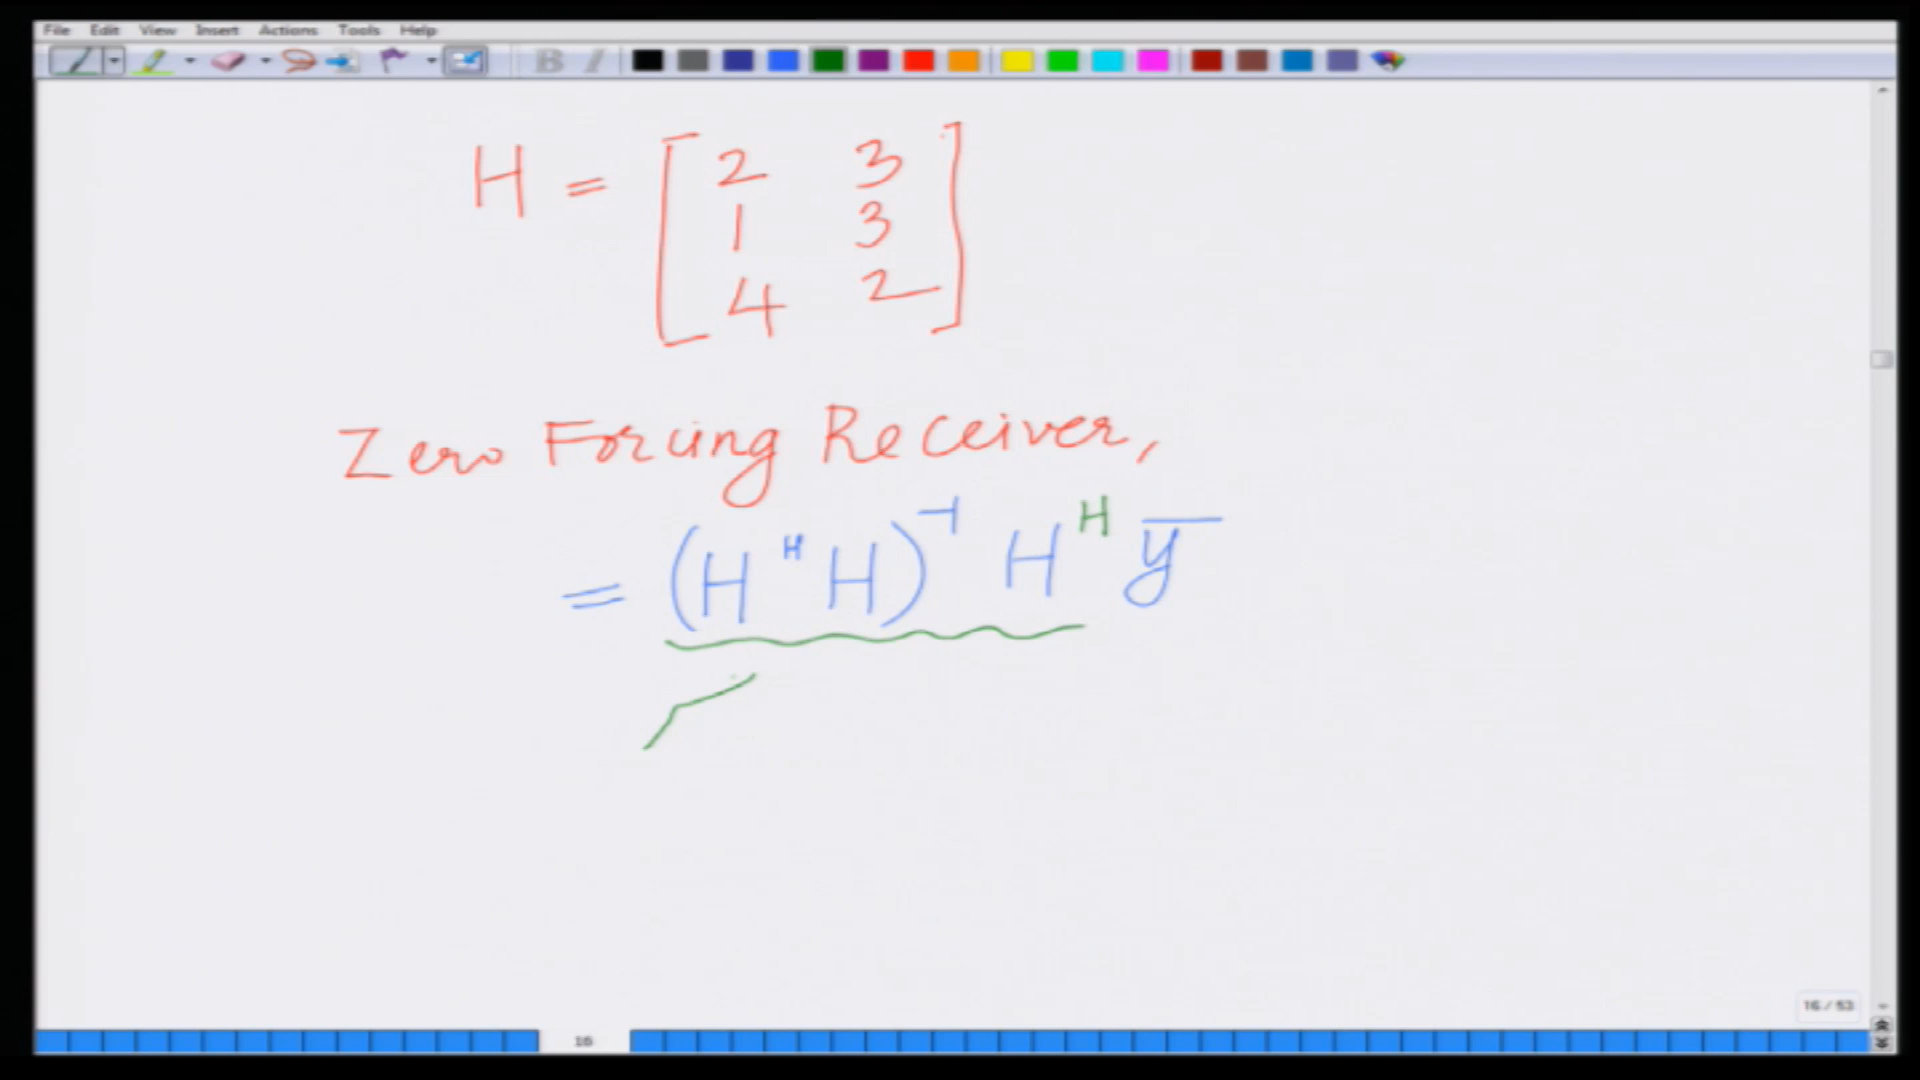 File Edit View Insert Actions Tools Help
B I
H = [ 2 3
1 3
4 2 ]
Zero Forcing Receiver,
= (H^H H)^-1 H^H y̅
16 / 53
16